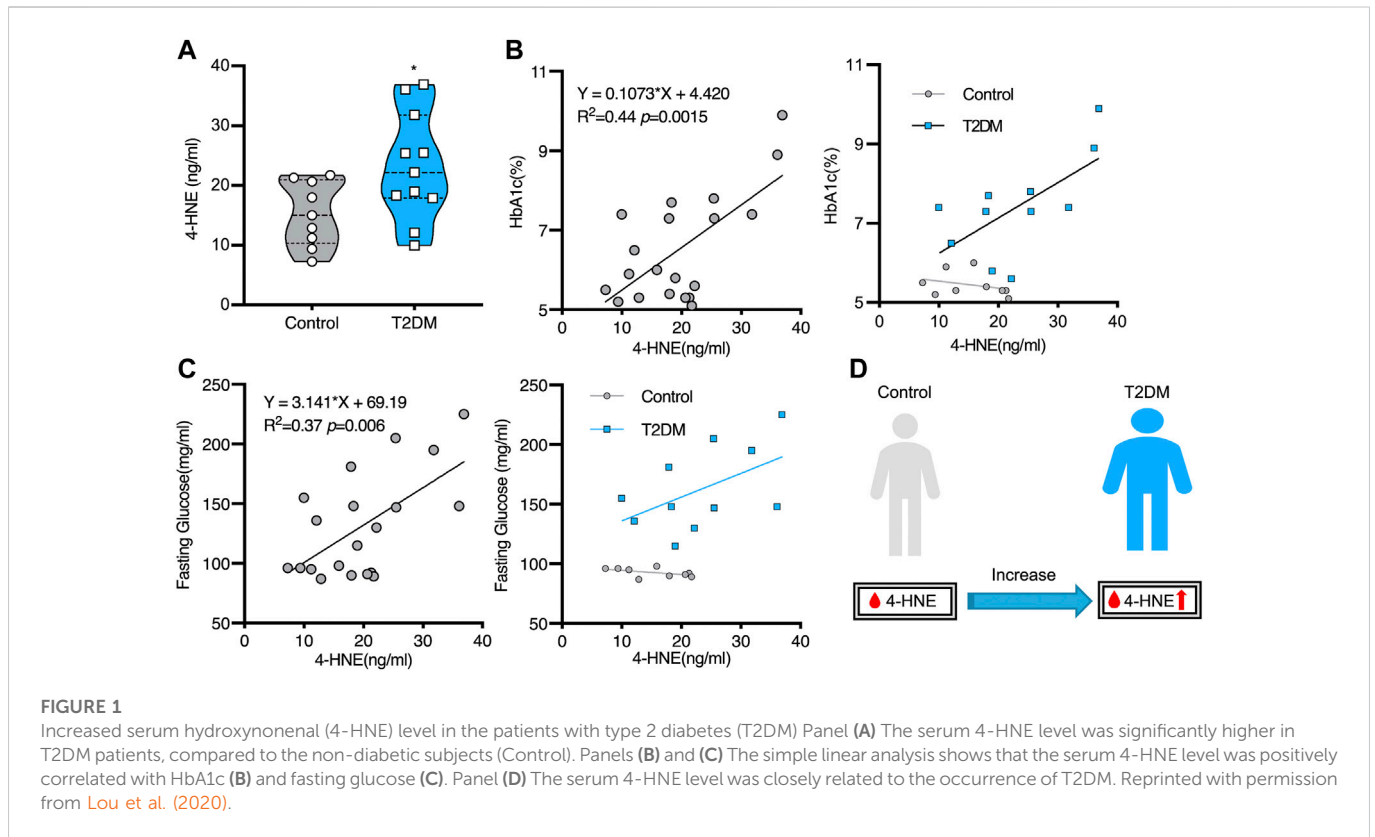 A
*
40
30
20
10
0
4-HNE (ng/ml)
Control
T2DM
B
11
9
7
5
HbA1c(%)
Y = 0.1073*X + 4.420
R²=0.44 p=0.0015
0
10
20
30
40
4-HNE(ng/ml)
11
9
7
5
HbA1c(%)
Control
T2DM
0
10
20
30
40
4-HNE(ng/ml)
C
250
200
150
100
50
Fasting Glucose(mg/ml)
Y = 3.141*X + 69.19
R²=0.37 p=0.006
0
10
20
30
40
4-HNE(ng/ml)
250
200
150
100
50
Fasting Glucose (mg/ml)
Control
T2DM
0
10
20
30
40
4-HNE(ng/ml)
D
Control
T2DM
Increase
4-HNE
4-HNE
FIGURE 1
Increased serum hydroxynonenal (4-HNE) level in the patients with type 2 diabetes (T2DM) Panel (A) The serum 4-HNE level was significantly higher in
T2DM patients, compared to the non-diabetic subjects (Control). Panels (B) and (C) The simple linear analysis shows that the serum 4-HNE level was positively
correlated with HbA1c (B) and fasting glucose (C). Panel (D) The serum 4-HNE level was closely related to the occurrence of T2DM. Reprinted with permission
from Lou et al. (2020).